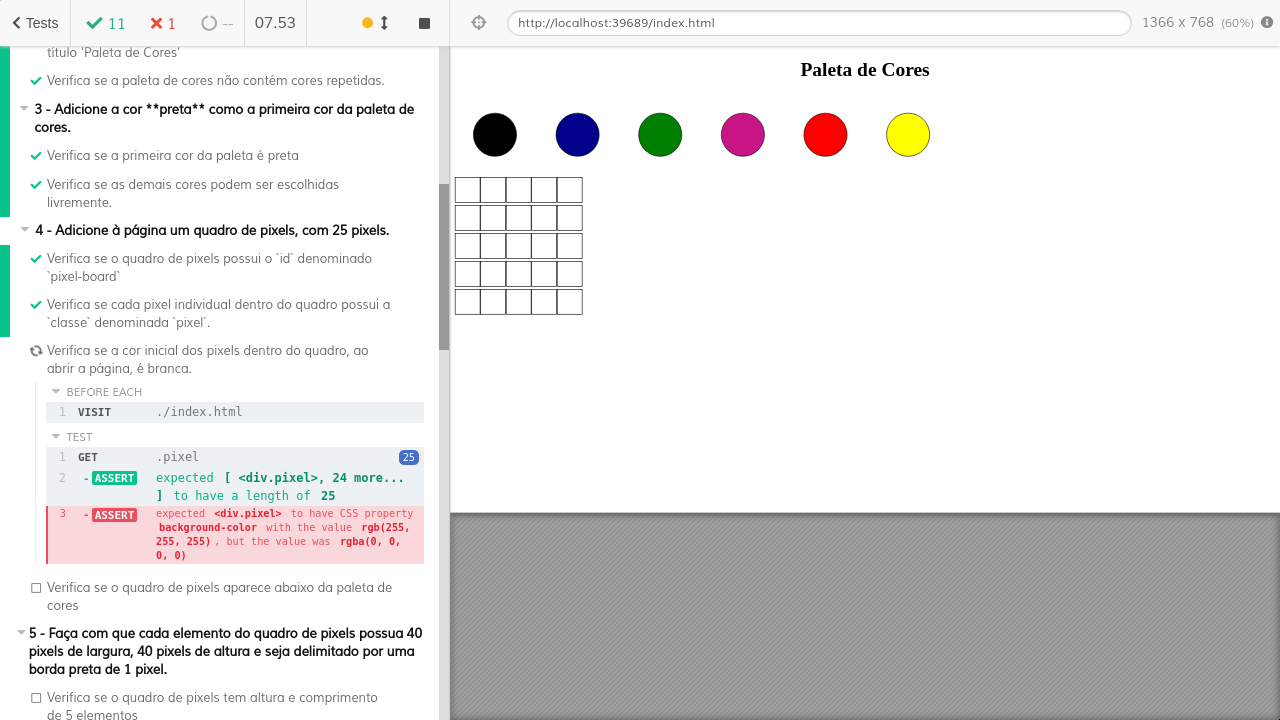 Tests 11 1 -- 07.53 http://localhost:39689/index.html 1366 x 768 (60%)
título 'Paleta de Cores'
Verifica se a paleta de cores não contém cores repetidas.
3 - Adicione a cor **preta** como a primeira cor da paleta de
cores.
Verifica se a primeira cor da paleta é preta
Verifica se as demais cores podem ser escolhidas
livremente.
4 - Adicione à página um quadro de pixels, com 25 pixels.
Verifica se o quadro de pixels possui o `id` denominado
`pixel-board`
Verifica se cada pixel individual dentro do quadro possui a
`classe` denominada `pixel`.
Verifica se a cor inicial dos pixels dentro do quadro, ao
abrir a página, é branca.
BEFORE EACH
1 VISIT ./index.html
TEST
1 GET .pixel 25
2 -ASSERT expected [ <div.pixel>, 24 more...
] to have a length of 25
3 -ASSERT expected <div.pixel> to have CSS property
background-color with the value rgb(255,
255, 255), but the value was rgba(0, 0,
0, 0)
Verifica se o quadro de pixels aparece abaixo da paleta de
cores
5 - Faça com que cada elemento do quadro de pixels possua 40
pixels de largura, 40 pixels de altura e seja delimitado por uma
borda preta de 1 pixel.
Verifica se o quadro de pixels tem altura e comprimento
de 5 elementos
Paleta de Cores